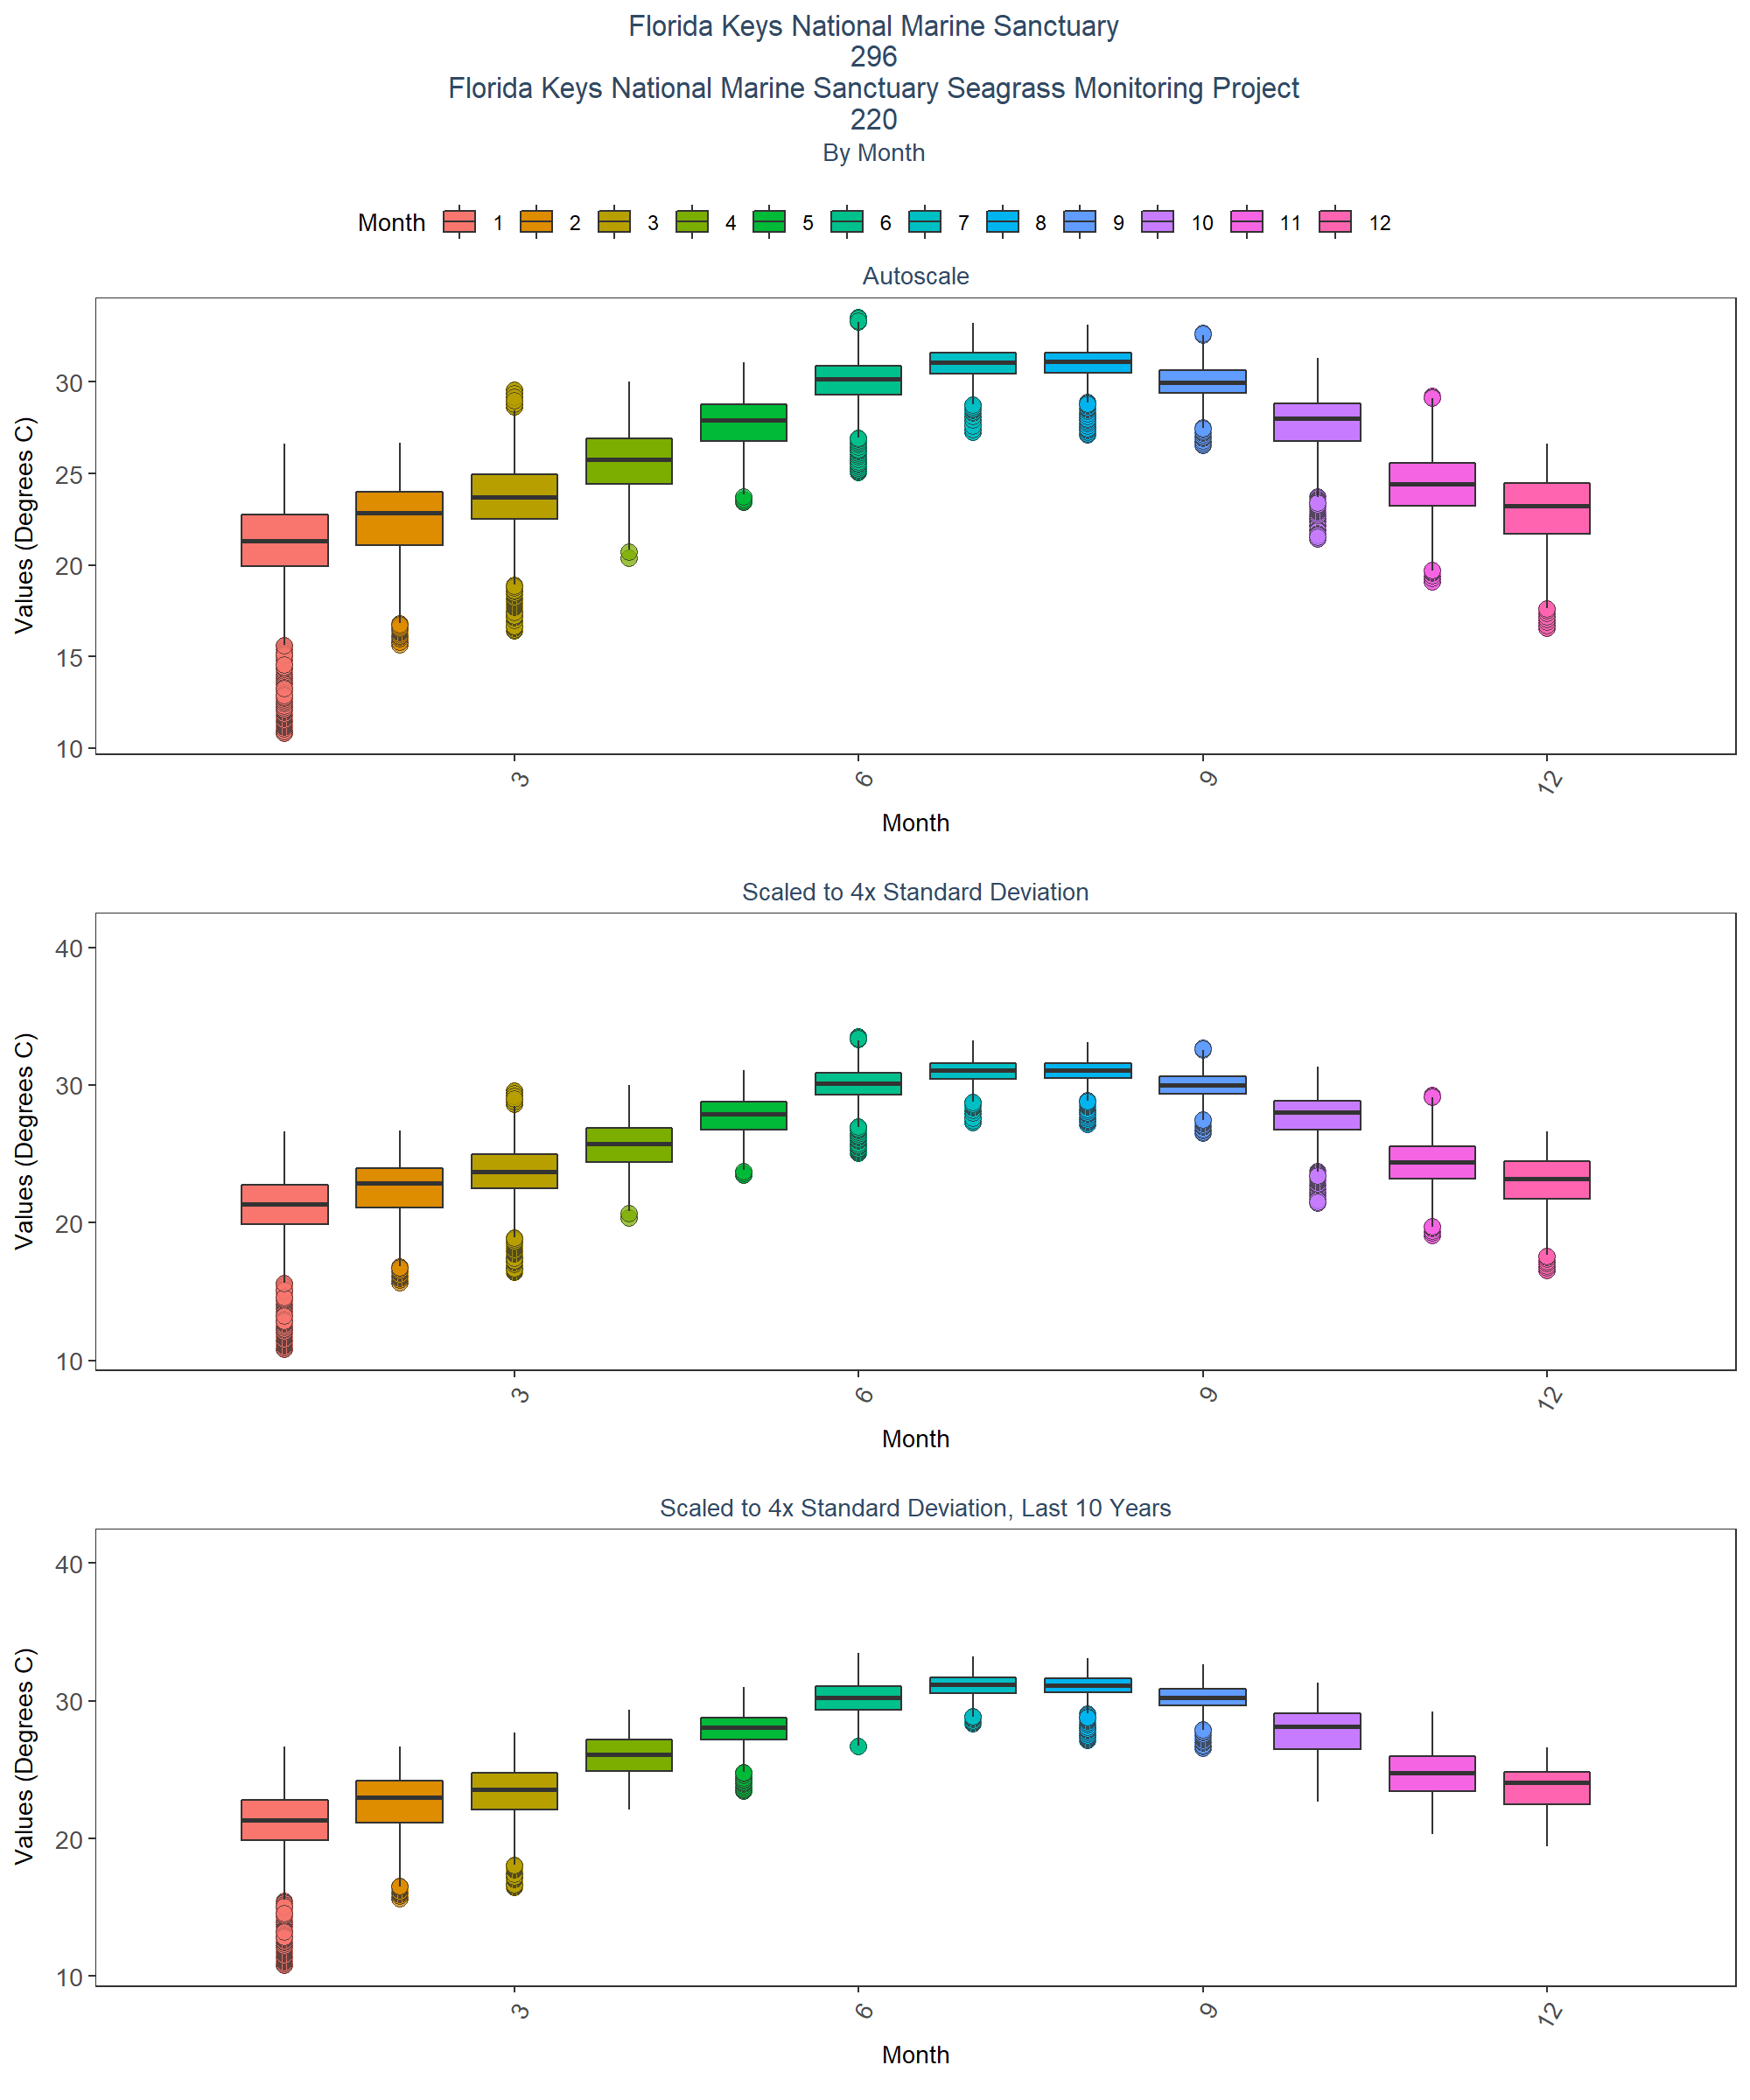 Florida Keys National Marine Sanctuary
296
Florida Keys National Marine Sanctuary Seagrass Monitoring Project
220
By Month
Month 1 2 3 4 5 6 7 8 9 10 11 12
Autoscale
Values (Degrees C)
30
25
20
15
10
3 6 9 12
Month
Scaled to 4x Standard Deviation
Values (Degrees C)
40
30
20
10
3 6 9 12
Month
Scaled to 4x Standard Deviation, Last 10 Years
Values (Degrees C)
40
30
20
10
3 6 9 12
Month